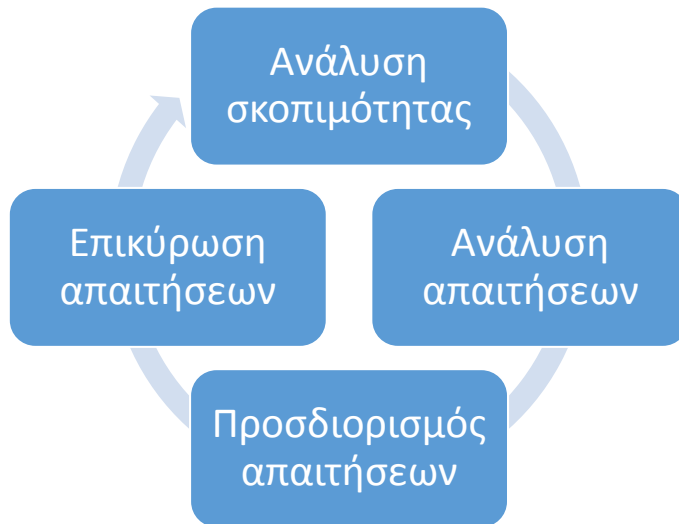 Ανάλυση
σκοπιμότητας
Επικύρωση
απαιτήσεων
Ανάλυση
απαιτήσεων
Προσδιορισμός
απαιτήσεων